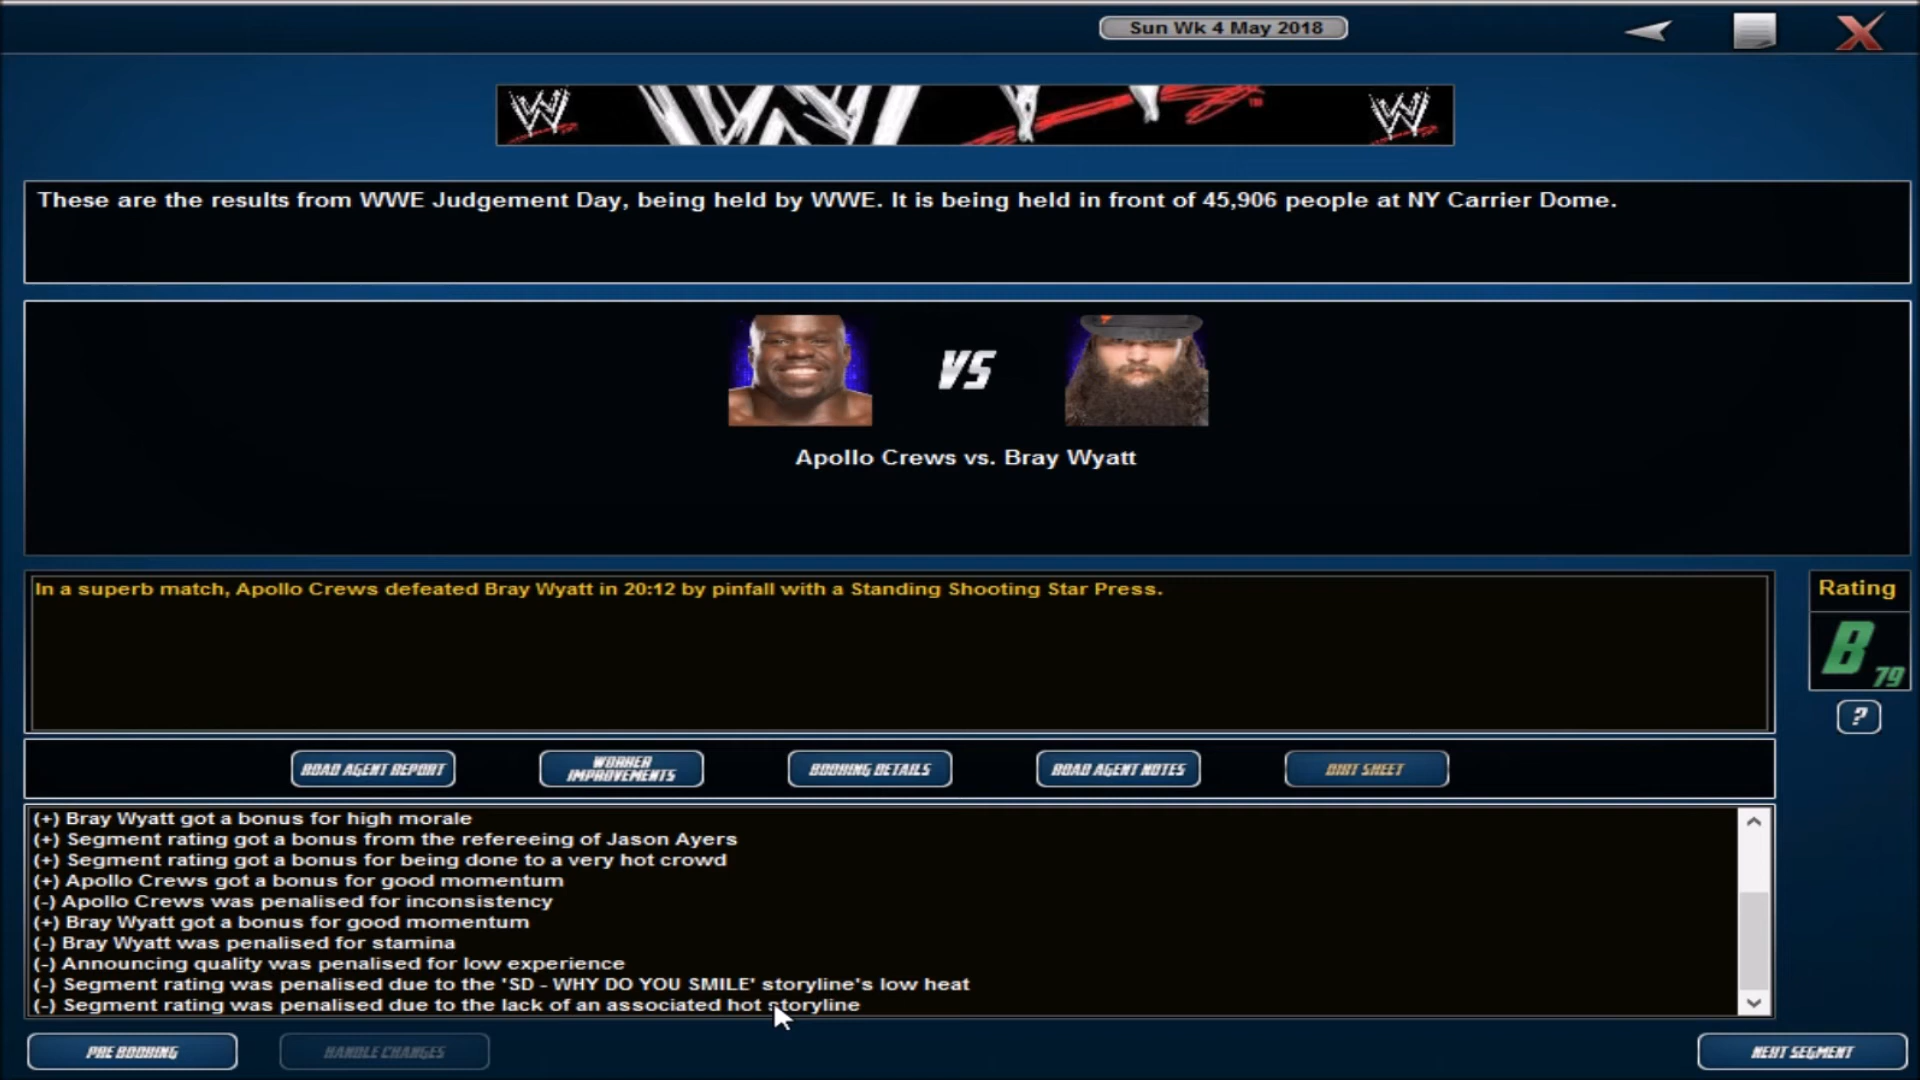 Sun Wk 4 May 2018
These are the results from WWE Judgement Day, being held by WWE. It is being held in front of 45,906 people at NY Carrier Dome.
VS
Apollo Crews vs. Bray Wyatt
In a superb match, Apollo Crews defeated Bray Wyatt in 20:12 by pinfall with a Standing Shooting Star Press.
Rating
B 79
?
ROAD AGENT REPORT
WORKER IMPROVEMENTS
BOOKING DETAILS
ROAD AGENT NOTES
DIRT SHEET
(+) Bray Wyatt got a bonus for high morale
(+) Segment rating got a bonus from the refereeing of Jason Ayers
(+) Segment rating got a bonus for being done to a very hot crowd
(+) Apollo Crews got a bonus for good momentum
(-) Apollo Crews was penalised for inconsistency
(+) Bray Wyatt got a bonus for good momentum
(-) Bray Wyatt was penalised for stamina
(-) Announcing quality was penalised for low experience
(-) Segment rating was penalised due to the 'SD - WHY DO YOU SMILE' storyline's low heat
(-) Segment rating was penalised due to the lack of an associated hot storyline
PRE BOOKING
HANDLE CHANGES
NEXT SEGMENT